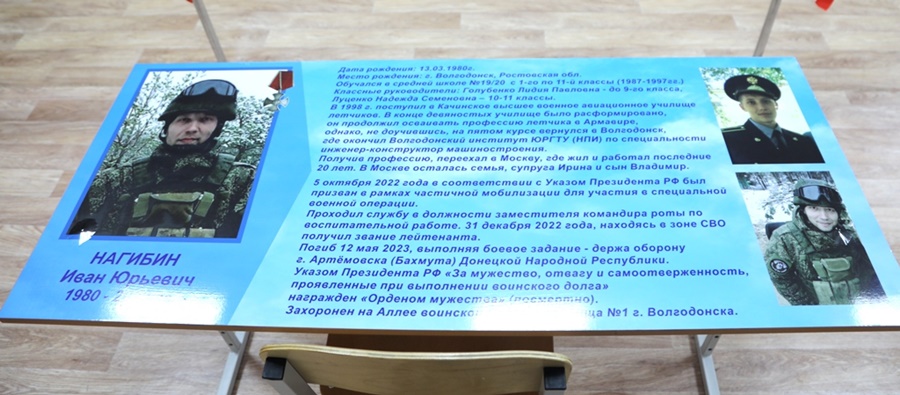 НАГИБИН
Иван Юрьевич
1980 - 2
Дата рождения: 13.03.1980г.
Место рождения: г. Волгодонск, Ростовская обл.
Обучался в средней школе №19/20 с 1-го по 11-й классы (1987-1997гг.)
Классные руководители: Голубенко Лидия Павловна - до 9-го класса,
Луценко Надежда Семеновна – 10-11 классы.
В 1998 г. поступил в Качинское высшее военное авиационное училище
летчиков. В конце девяностых училище было расформировано,
он продолжил осваивать профессию летчика в Армавире,
однако, не доучившись, на пятом курсе вернулся в Волгодонск,
где окончил Волгодонский институт ЮРГТУ (НПИ) по специальности
инженер-конструктор машиностроения.
Получив профессию, переехал в Москву, где жил и работал последние
20 лет. В Москве осталась семья, супруга Ирина и сын Владимир.
5 октября 2022 года в соответствии с Указом Президента РФ был
призван в рамках частичной мобилизации для участия в специальной
военной операции.
Проходил службу в должности заместителя командира роты по
воспитательной работе. 31 декабря 2022 года, находясь в зоне СВО
получил звание лейтенант.
Погиб 12 мая 2023, выполняя боевое задание - держа оборону
г. Артёмовска (Бахмута) Донецкой Народной Республики.
Указом Президента РФ «За мужество, отвагу и самоотверженность,
проявленные при выполнении воинского долга»
награжден «Орденом мужества» (посмертно).
Захоронен на Аллее воинско ща №1 г. Волгодонска.